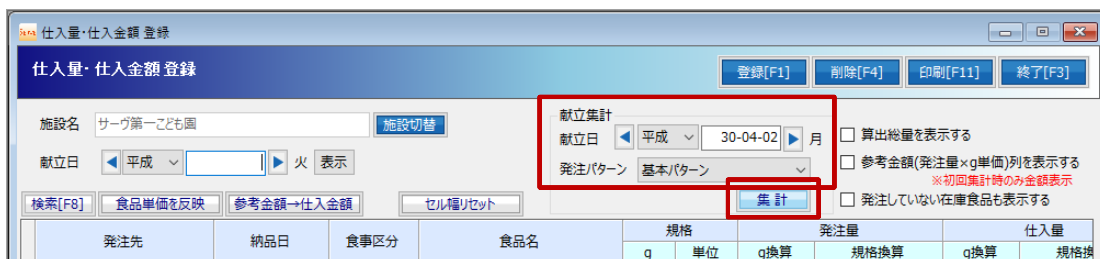 仕入量・仕入金額 登録
仕入量・仕入金額登録
登録[F1] 削除[F4] 印刷[F11] 終了[F3]
施設名 サーヴ第一こども園 施設切替
献立日 平成 火 表示
献立集計
献立日 平成 30-04-02 月
発注パターン 基本パターン
集計
算出総量を表示する
参考金額(発注量×g単価)列を表示する
※初回集計時のみ金額表示
発注していない在庫食品も表示する
検索[F8] 食品単価を反映 参考金額→仕入金額 セル幅リセット
発注先 納品日 食事区分 食品名 規格 発注量 仕入量
g 単位 g換算 規格換算 g換算 規格換